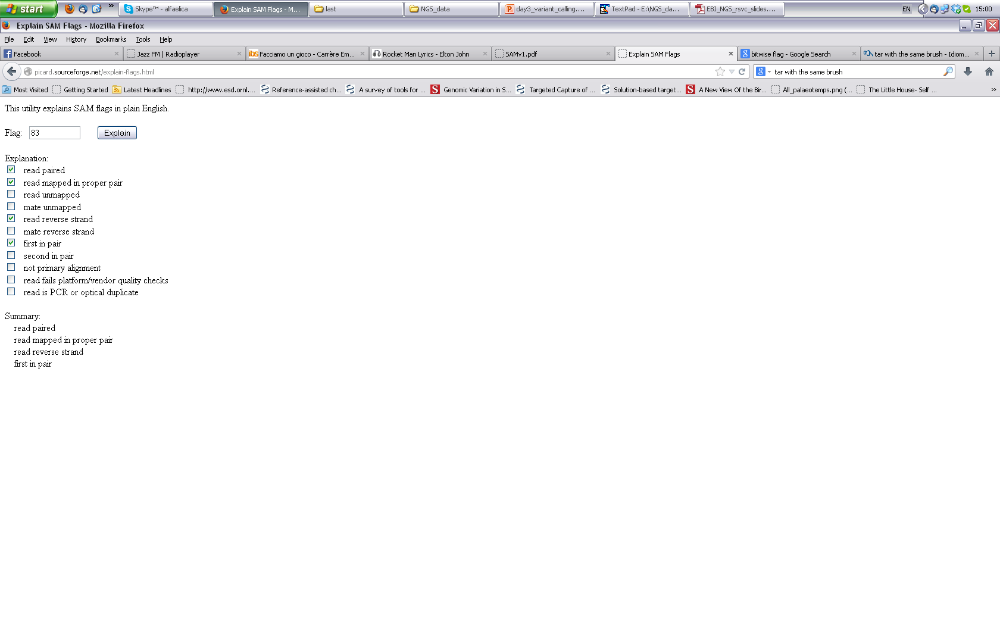 start Skype™ - alfaelica Explain SAM Flags - M... last NGS_data day3_variant_calling.... TextPad - E:\NGS_da... EBI_NGS_rsvc_slides.... EN 15:00
Explain SAM Flags - Mozilla Firefox
File Edit View History Bookmarks Tools Help
Facebook Jazz FM | Radioplayer ibs Facciamo un gioco - Carrère Em... Rocket Man Lyrics - Elton John SAMv1.pdf Explain SAM Flags bitwise flag - Google Search tar with the same brush - Idiom...
picard.sourceforge.net/explain-flags.html tar with the same brush
Most Visited Getting Started Latest Headlines http://www.esd.ornl.... Reference-assisted ch... A survey of tools for ... Genomic Variation in S... Targeted Capture of ... Solution-based target... A New View Of the Bir... All_palaeotemps.png (... The Little House- Self ... »
This utility explains SAM flags in plain English.
Flag: 83 Explain
Explanation:
read paired
read mapped in proper pair
read unmapped
mate unmapped
read reverse strand
mate reverse strand
first in pair
second in pair
not primary alignment
read fails platform/vendor quality checks
read is PCR or optical duplicate
Summary:
read paired
read mapped in proper pair
read reverse strand
first in pair